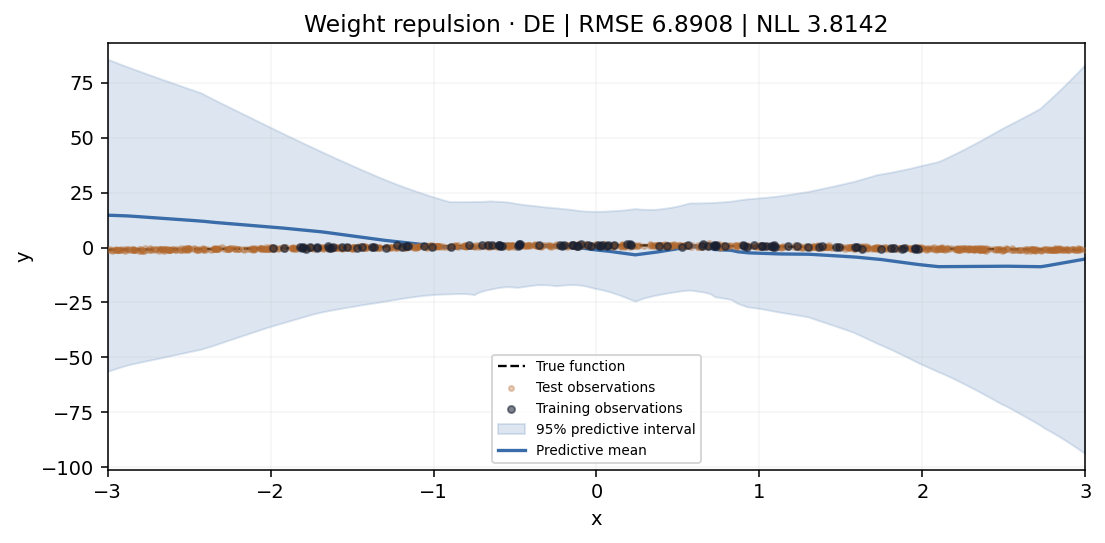 Weight repulsion · DE | RMSE 6.8908 | NLL 3.8142
y
75
50
25
0
−25
−50
−75
−100
True function
Test observations
Training observations
95% predictive interval
Predictive mean
−3 −2 −1 0 1 2 3
x